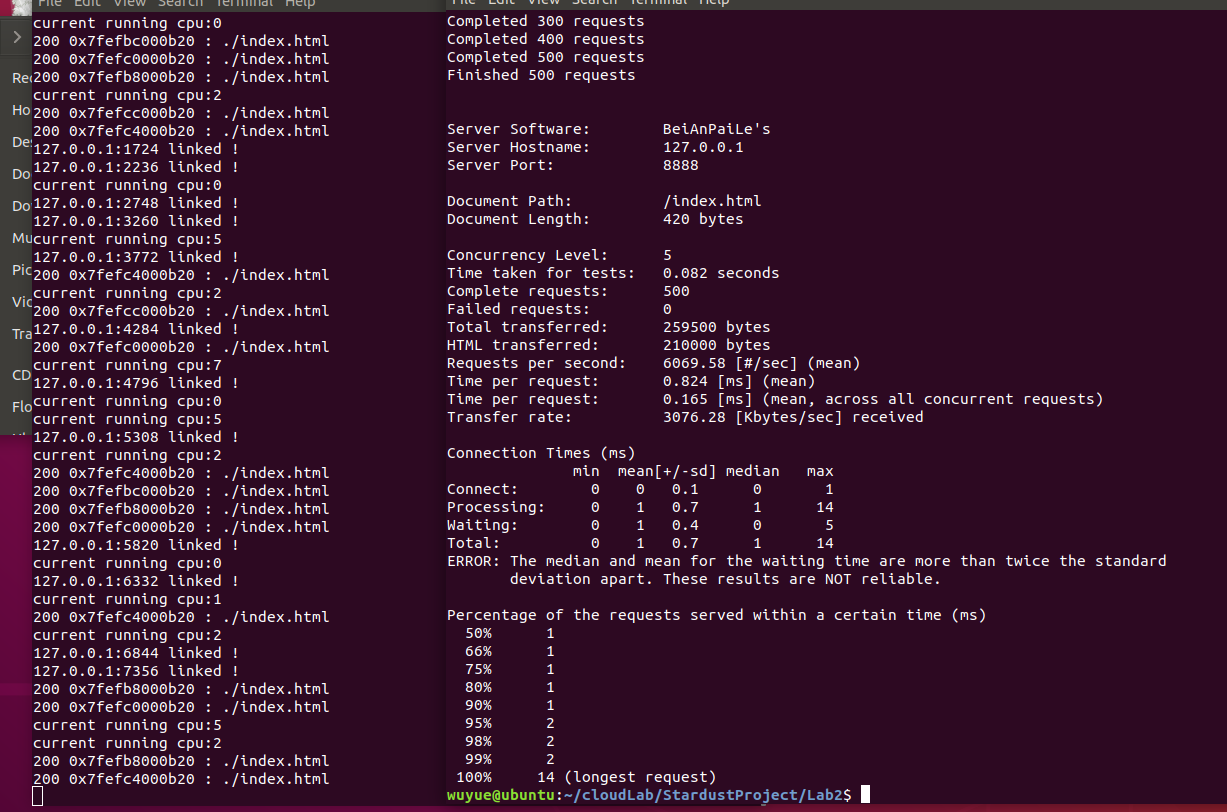 File Edit View Search Terminal Help
current running cpu:0
200 0x7fefbc000b20 : ./index.html
200 0x7fefc0000b20 : ./index.html
200 0x7fefb8000b20 : ./index.html
current running cpu:2
200 0x7fefcc000b20 : ./index.html
200 0x7fefc4000b20 : ./index.html
127.0.0.1:1724 linked !
127.0.0.1:2236 linked !
current running cpu:0
127.0.0.1:2748 linked !
127.0.0.1:3260 linked !
current running cpu:5
127.0.0.1:3772 linked !
200 0x7fefc4000b20 : ./index.html
current running cpu:2
200 0x7fefcc000b20 : ./index.html
127.0.0.1:4284 linked !
200 0x7fefc0000b20 : ./index.html
current running cpu:7
127.0.0.1:4796 linked !
current running cpu:0
current running cpu:5
127.0.0.1:5308 linked !
current running cpu:2
200 0x7fefc4000b20 : ./index.html
200 0x7fefbc000b20 : ./index.html
200 0x7fefb8000b20 : ./index.html
200 0x7fefc0000b20 : ./index.html
127.0.0.1:5820 linked !
current running cpu:0
127.0.0.1:6332 linked !
current running cpu:1
200 0x7fefc4000b20 : ./index.html
current running cpu:2
127.0.0.1:6844 linked !
127.0.0.1:7356 linked !
200 0x7fefb8000b20 : ./index.html
200 0x7fefc0000b20 : ./index.html
current running cpu:5
current running cpu:2
200 0x7fefb8000b20 : ./index.html
200 0x7fefc4000b20 : ./index.html
File Edit View Search Terminal Help
Completed 300 requests
Completed 400 requests
Completed 500 requests
Finished 500 requests
Server Software: BeiAnPaiLe's
Server Hostname: 127.0.0.1
Server Port: 8888
Document Path: /index.html
Document Length: 420 bytes
Concurrency Level: 5
Time taken for tests: 0.082 seconds
Complete requests: 500
Failed requests: 0
Total transferred: 259500 bytes
HTML transferred: 210000 bytes
Requests per second: 6069.58 [#/sec] (mean)
Time per request: 0.824 [ms] (mean)
Time per request: 0.165 [ms] (mean, across all concurrent requests)
Transfer rate: 3076.28 [Kbytes/sec] received
Connection Times (ms)
min mean[+/-sd] median max
Connect: 0 0 0.1 0 1
Processing: 0 1 0.7 1 14
Waiting: 0 1 0.4 0 5
Total: 0 1 0.7 1 14
ERROR: The median and mean for the waiting time are more than twice the standard
deviation apart. These results are NOT reliable.
Percentage of the requests served within a certain time (ms)
50% 1
66% 1
75% 1
80% 1
90% 1
95% 2
98% 2
99% 2
100% 14 (longest request)
wuyue@ubuntu:~/cloudLab/StardustProject/Lab2$